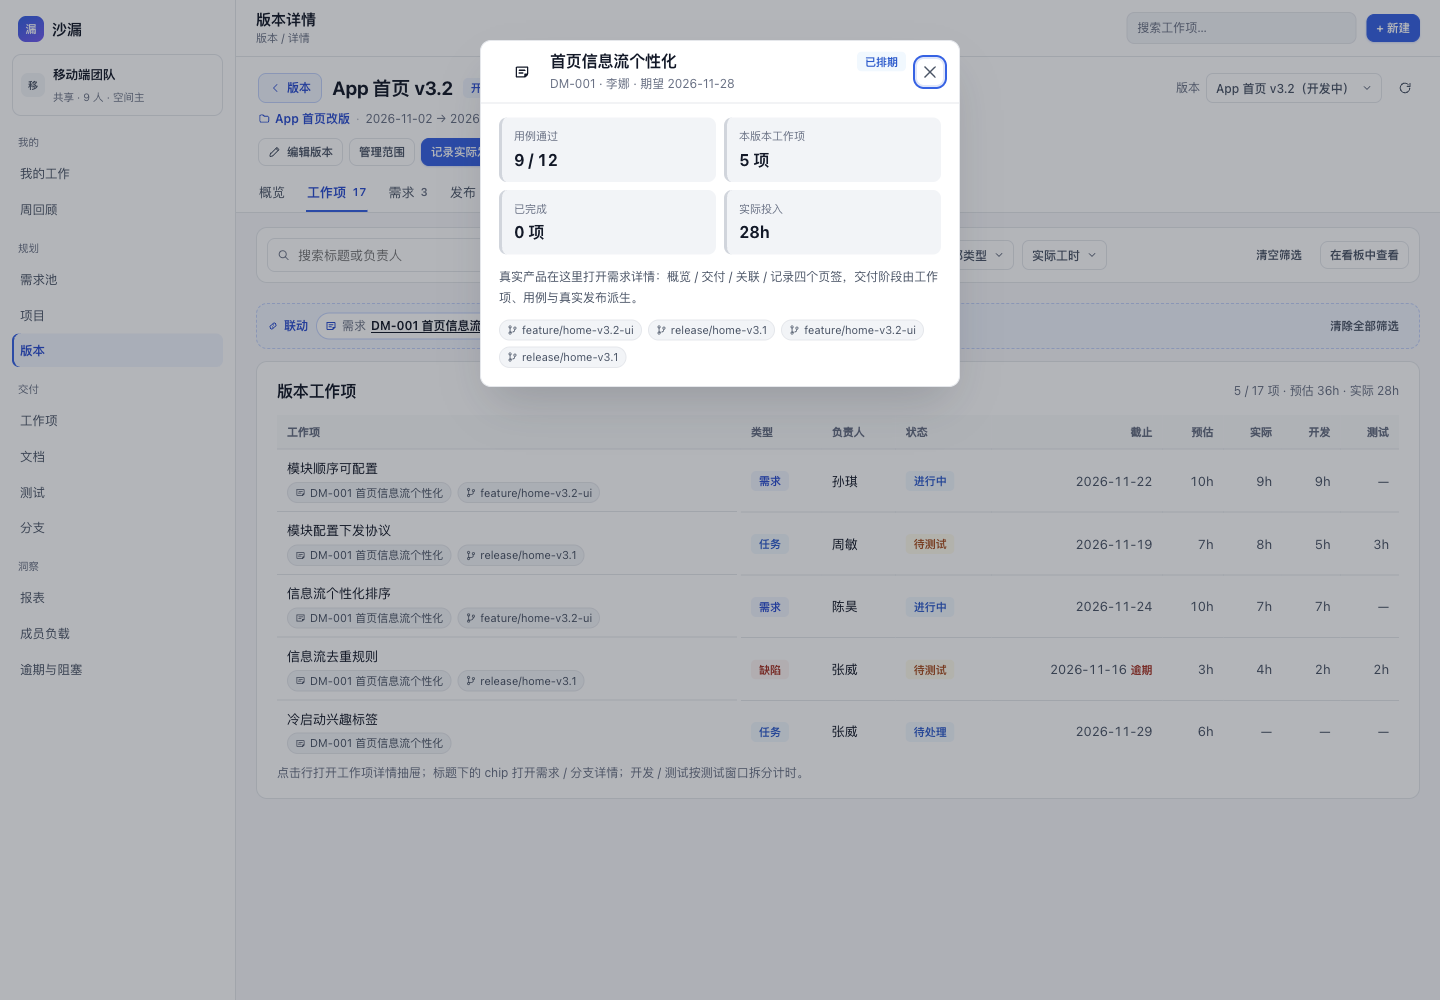 漏 沙漏
移 移动端团队
共享 · 9 人 · 空间主
我的
我的工作
周回顾
规划
需求池
项目
版本
交付
工作项
文档
测试
分支
洞察
报表
成员负载
逾期与阻塞
版本详情
版本 / 详情
搜索工作项...
+ 新建
版本 App 首页 v3.2
版本 App 首页 v3.2（开发中）
App 首页改版 · 2026-11-02 → 2026
编辑版本 管理范围 记录实际
概览 工作项 17 需求 3 发布
搜索标题或负责人
类型 实际工时 清空筛选 在看板中查看
联动 需求 DM-001 首页信息流 清除全部筛选
首页信息流个性化
已排期
DM-001 · 李娜 · 期望 2026-11-28
用例通过
9 / 12
本版本工作项
5 项
已完成
0 项
实际投入
28h
真实产品在这里打开需求详情：概览 / 交付 / 关联 / 记录四个页签，交付阶段由工作
项、用例与真实发布派生。
feature/home-v3.2-ui release/home-v3.1 feature/home-v3.2-ui
release/home-v3.1
版本工作项 5 / 17 项 · 预估 36h · 实际 28h
工作项 类型 负责人 状态 截止 预估 实际 开发 测试
模块顺序可配置
DM-001 首页信息流个性化 feature/home-v3.2-ui
需求 孙琪 进行中 2026-11-22 10h 9h 9h —
模块配置下发协议
DM-001 首页信息流个性化 release/home-v3.1
任务 周敏 待测试 2026-11-19 7h 8h 5h 3h
信息流个性化排序
DM-001 首页信息流个性化 feature/home-v3.2-ui
需求 陈昊 进行中 2026-11-24 10h 7h 7h —
信息流去重规则
DM-001 首页信息流个性化 release/home-v3.1
缺陷 张威 待测试 2026-11-16 逾期 3h 4h 2h 2h
冷启动兴趣标签
DM-001 首页信息流个性化
任务 张威 待处理 2026-11-29 6h — — —
点击行打开工作项详情抽屉；标题下的 chip 打开需求 / 分支详情；开发 / 测试按测试窗口拆分计时。